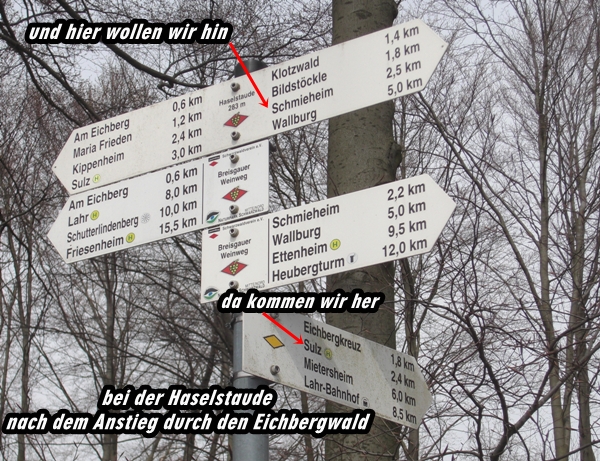 und hier wollen wir hin
Klotzwald 1,4 km
Bildstöckle 1,8 km
Schmieheim 2,5 km
Wallburg 5,0 km
Haselstaude
283 m
Am Eichberg 0,6 km
Maria Frieden 1,2 km
Kippenheim 2,4 km
Sulz H 3,0 km
Am Eichberg 0,6 km
Lahr H 8,0 km
Schutterlindenberg 10,0 km
Friesenheim H 15,5 km
Breisgauer
Weinweg
Breisgauer
Weinweg
Schmieheim 2,2 km
Wallburg 5,0 km
Ettenheim H 9,5 km
Heubergturm 12,0 km
da kommen wir her
Eichbergkreuz 1,8 km
Sulz H 2,4 km
Mietersheim 6,0 km
Lahr-Bahnhof 8,5 km
bei der Haselstaude
nach dem Anstieg durch den Eichbergwald